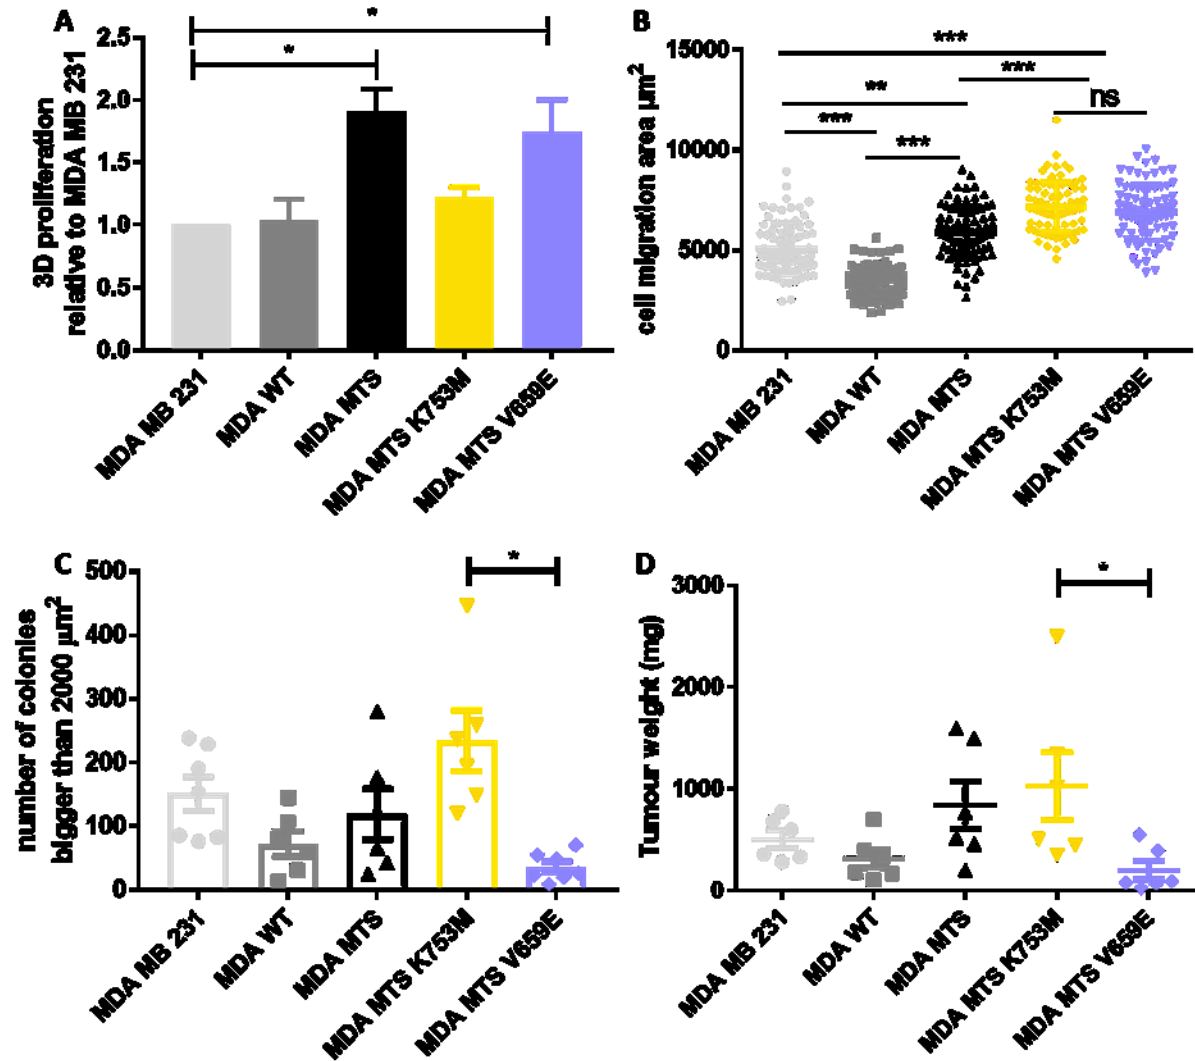 A
3D proliferation
relative to MDA MB 231
2.5
2.0
1.5
1.0
0.5
0.0
*
*
MDA MB 231
MDA WT
MDA MTS
MDA MTS K753M
MDA MTS V659E
B
cell migration area µm²
15000
10000
5000
0
***
***
**
ns
***
***
MDA MB 231
MDA WT
MDA MTS
MDA MTS K753M
MDA MTS V659E
C
number of colonies
bigger than 2000 µm²
500
400
300
200
100
0
*
MDA MB 231
MDA WT
MDA MTS
MDA MTS K753M
MDA MTS V659E
D
Tumour weight (mg)
3000
2000
1000
0
*
MDA MB 231
MDA WT
MDA MTS
MDA MTS K753M
MDA MTS V659E